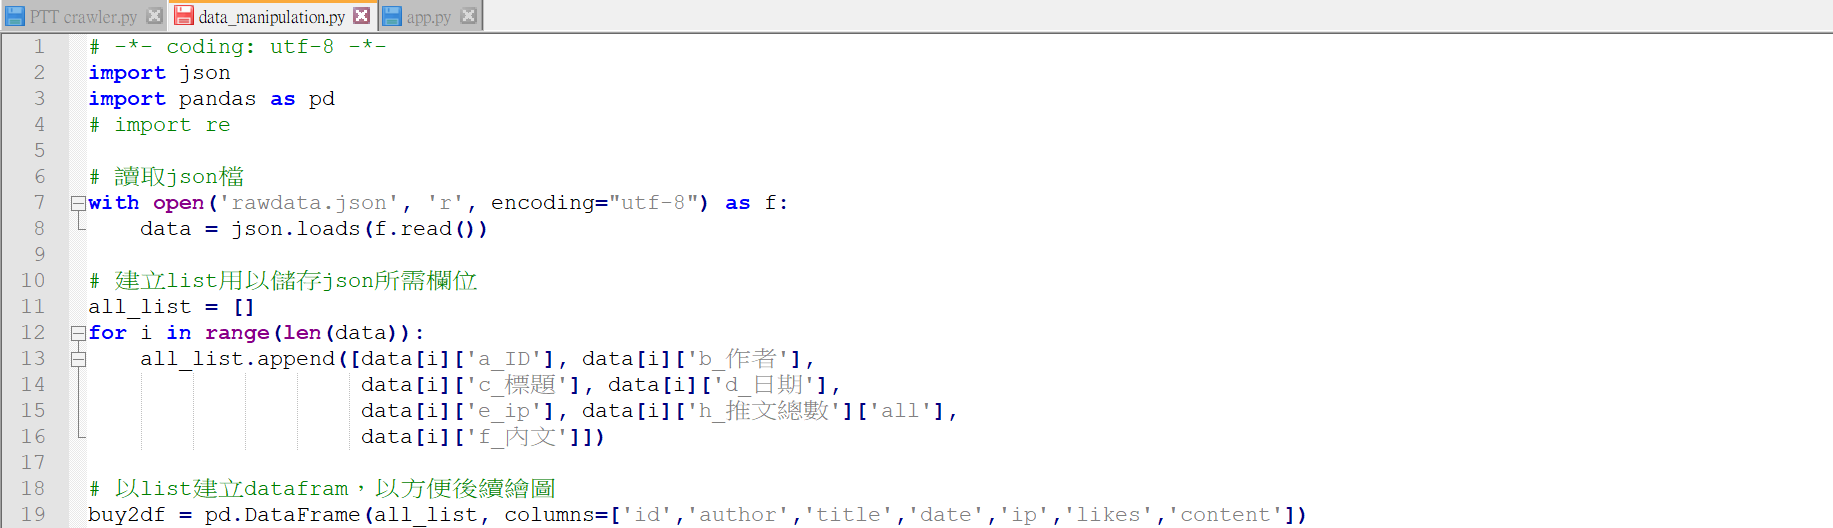 PTT crawler.py data_manipulation.py app.py
1 # -*- coding: utf-8 -*-
2 import json
3 import pandas as pd
4 # import re
5
6 # 讀取json檔
7 with open('rawdata.json', 'r', encoding="utf-8") as f:
8     data = json.loads(f.read())
9
10 # 建立list用以儲存json所需欄位
11 all_list = []
12 for i in range(len(data)):
13     all_list.append([data[i]['a_ID'], data[i]['b_作者'],
14                      data[i]['c_標題'], data[i]['d_日期'],
15                      data[i]['e_ip'], data[i]['h_推文總數']['all'],
16                      data[i]['f_內文']])
17
18 # 以list建立datafram，以方便後續繪圖
19 buy2df = pd.DataFrame(all_list, columns=['id','author','title','date','ip','likes','content'])